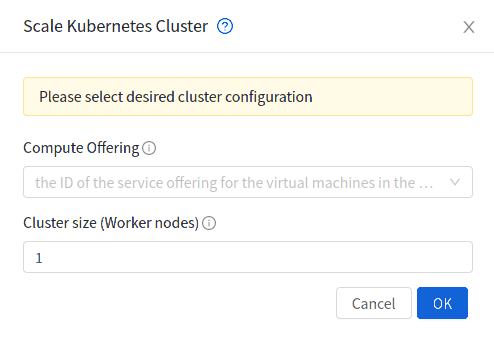 Scale Kubernetes Cluster
Please select desired cluster configuration
Compute Offering
the ID of the service offering for the virtual machines in the ...
Cluster size (Worker nodes)
1
Cancel
OK